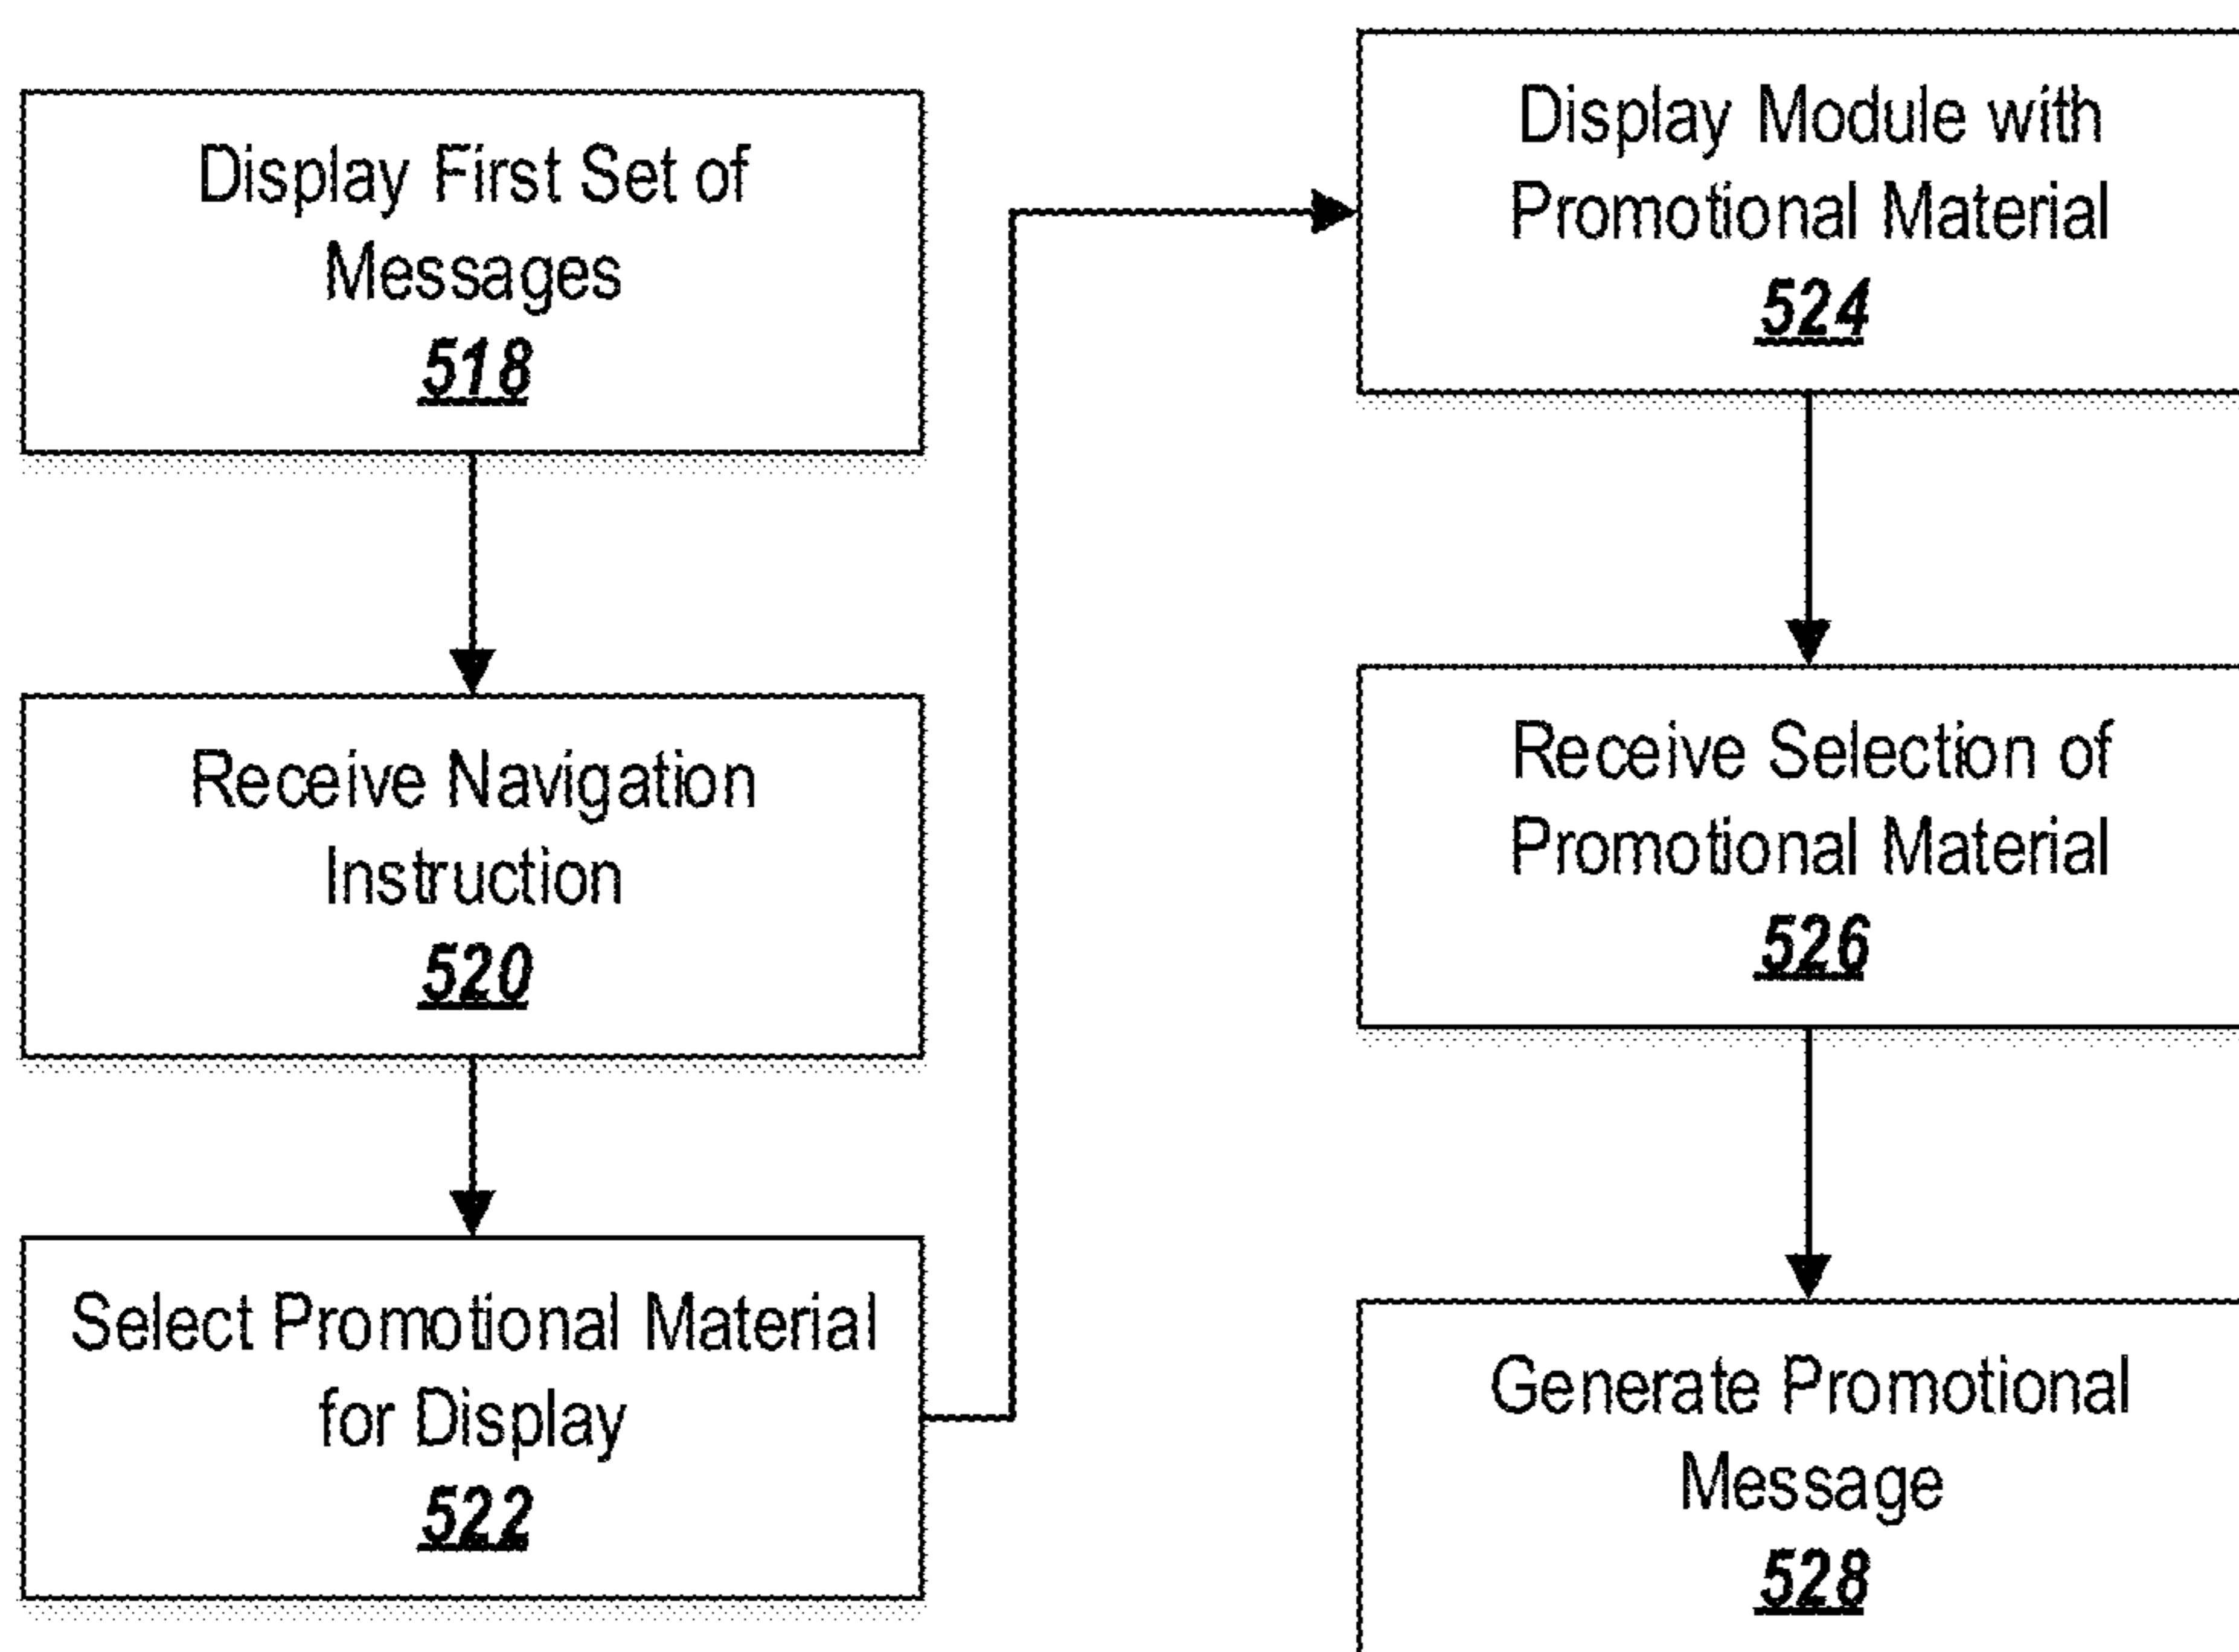 Display First Set of
Messages
518
Receive Navigation
Instruction
520
Select Promotional Material
for Display
522
Display Module with
Promotional Material
524
Receive Selection of
Promotional Material
526
Generate Promotional
Message
528